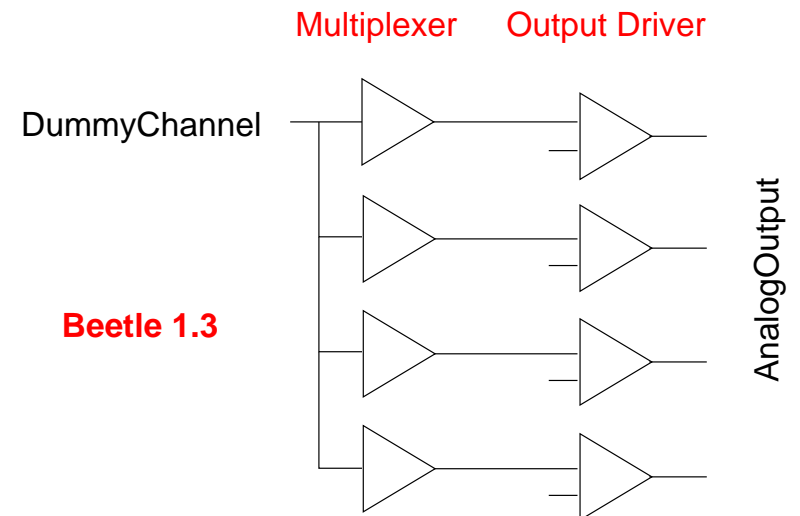 Multiplexer
Output Driver
DummyChannel
Beetle 1.3
AnalogOutput